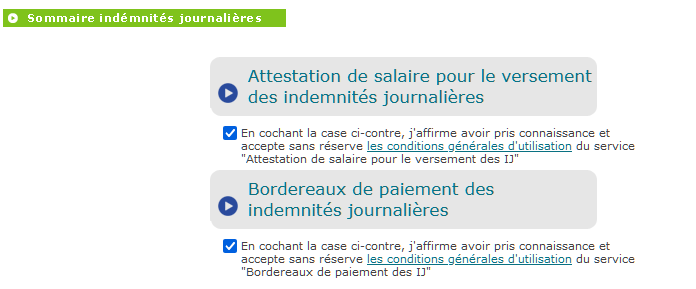 Sommaire indémnités journalières
Attestation de salaire pour le versement
des indemnités journalières
En cochant la case ci-contre, j'affirme avoir pris connaissance et
accepte sans réserve les conditions générales d'utilisation du service
"Attestation de salaire pour le versement des IJ"
Bordereaux de paiement des
indemnités journalières
En cochant la case ci-contre, j'affirme avoir pris connaissance et
accepte sans réserve les conditions générales d'utilisation du service
"Bordereaux de paiement des IJ"